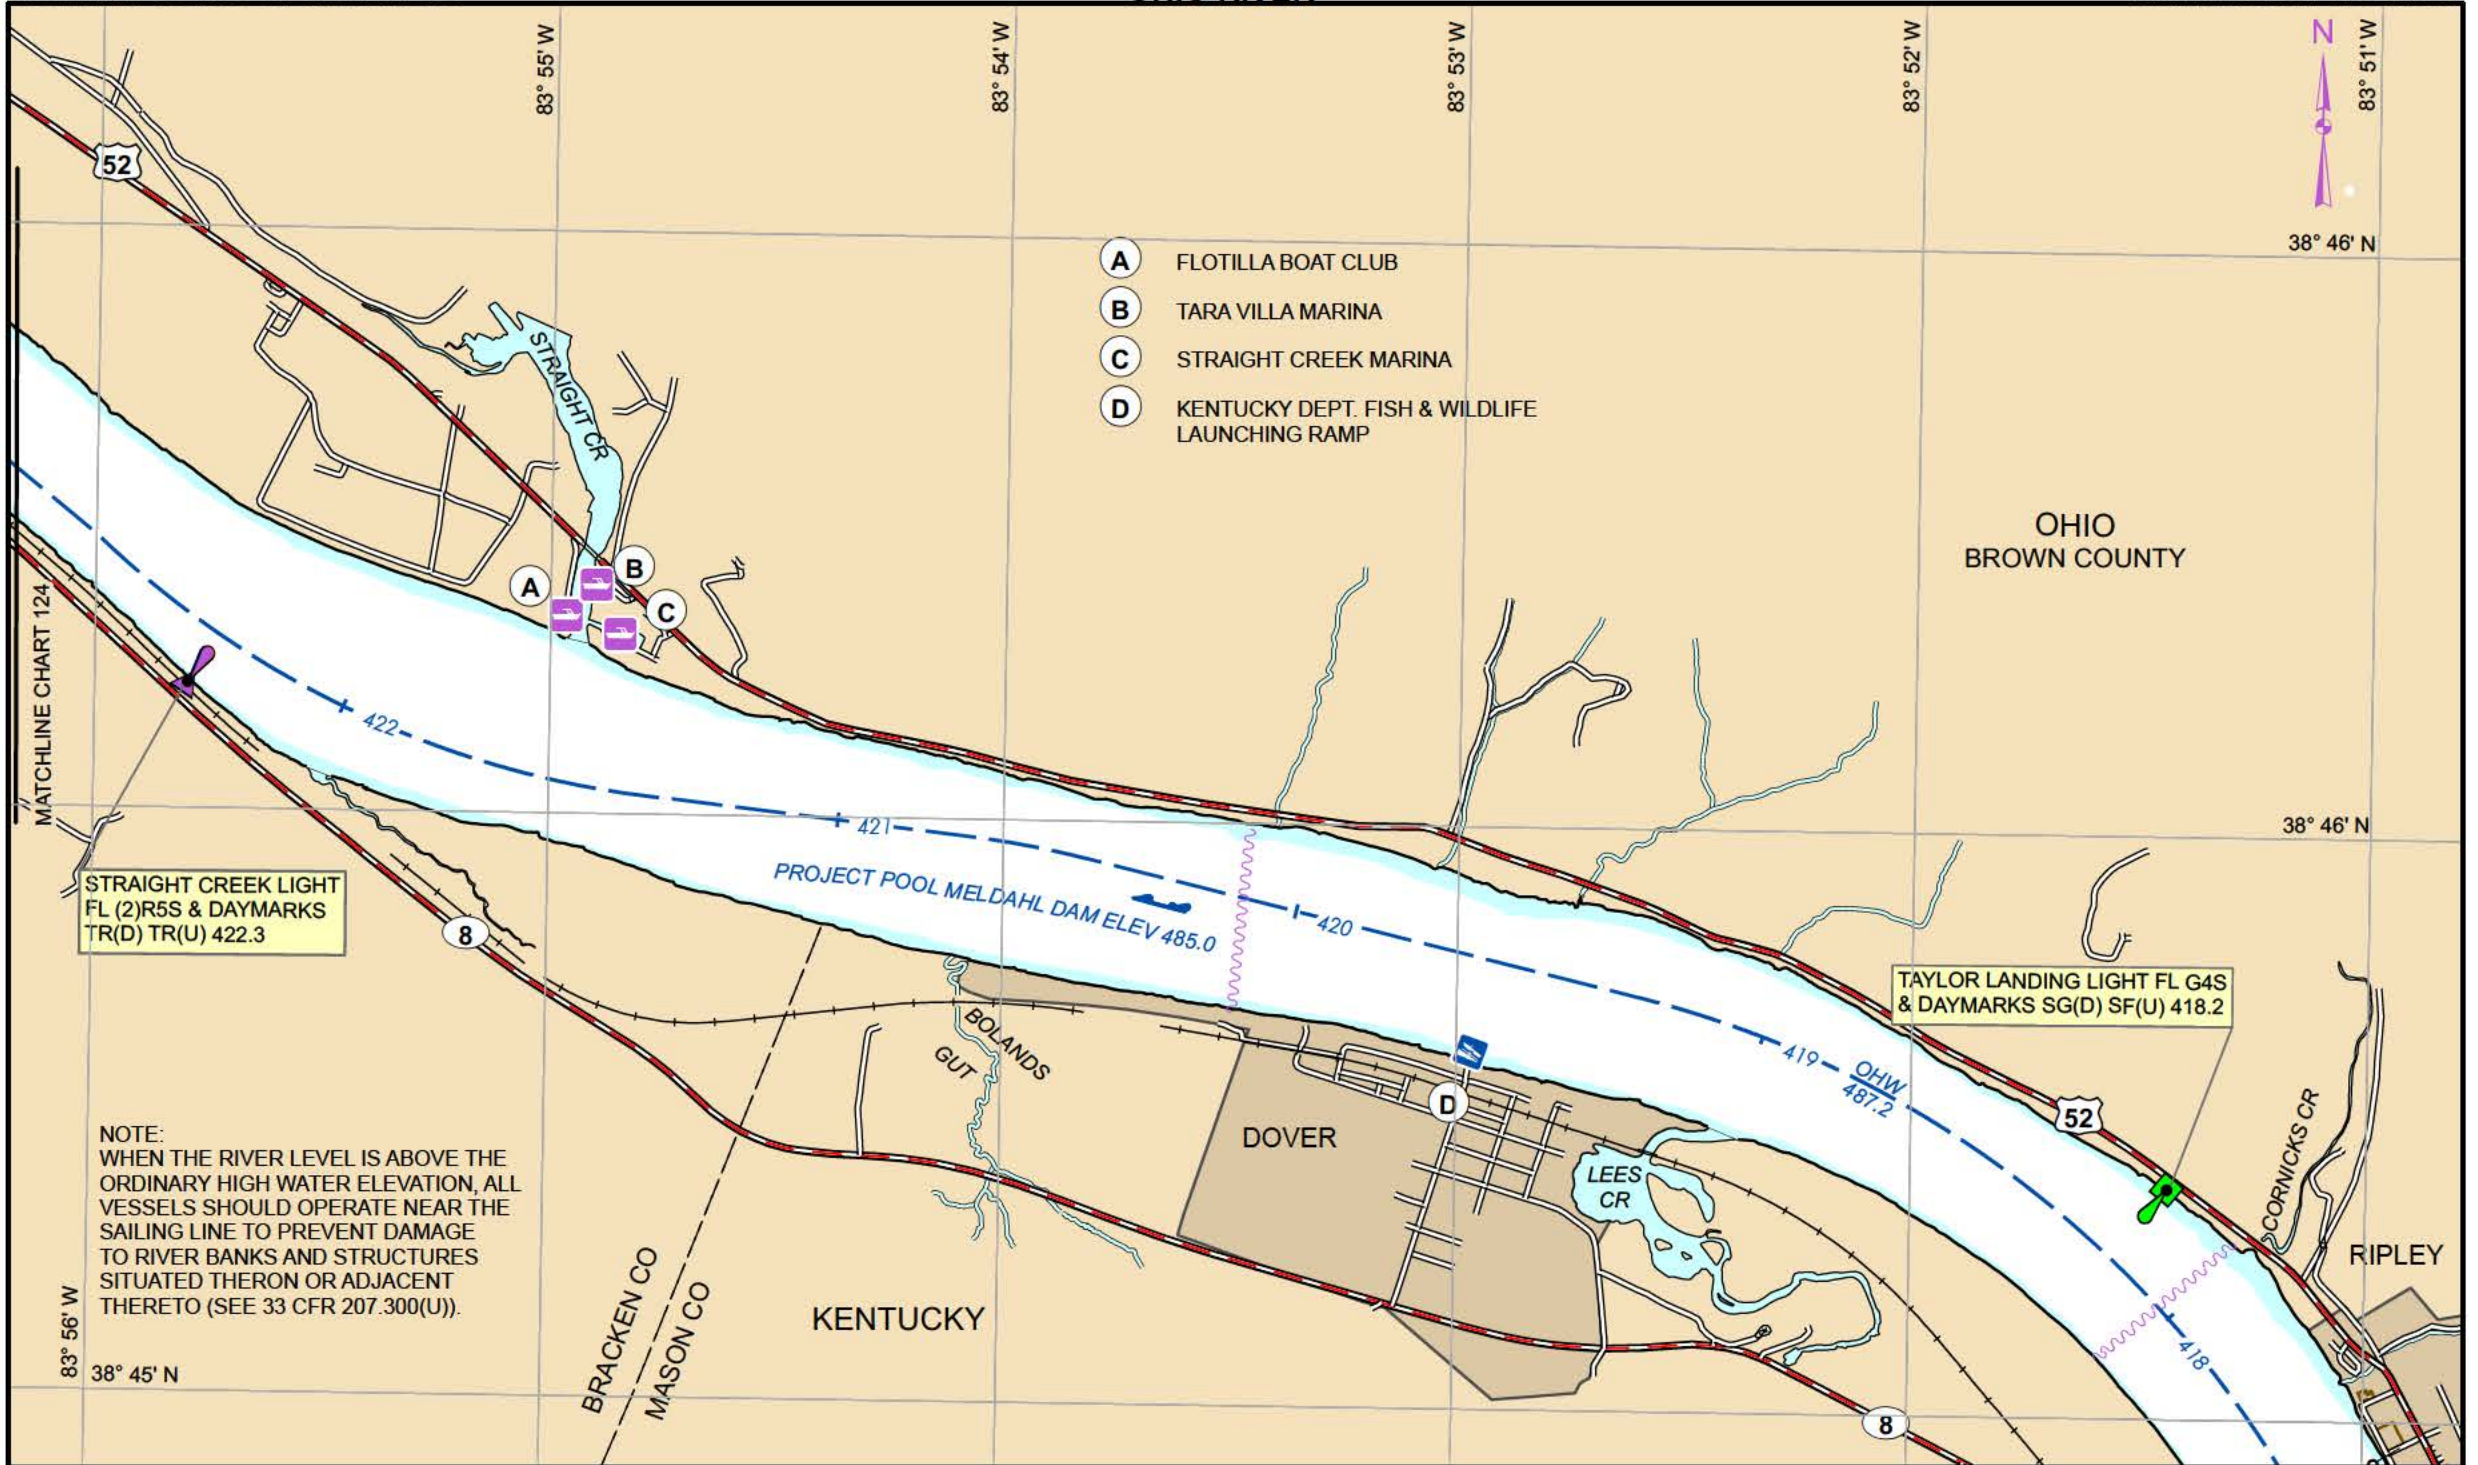 83° 55' W
83° 54' W
83° 53' W
83° 52' W
83° 51' W
N
52
38° 46' N
A FLOTILLA BOAT CLUB
B TARA VILLA MARINA
C STRAIGHT CREEK MARINA
D KENTUCKY DEPT. FISH & WILDLIFE
LAUNCHING RAMP
STRAIGHT CR
OHIO
BROWN COUNTY
A
B
C
MATCHLINE CHART 124
422
421
38° 46' N
STRAIGHT CREEK LIGHT
FL (2)R5S & DAYMARKS
TR(D) TR(U) 422.3
8
PROJECT POOL MELDAHL DAM ELEV 485.0
420
TAYLOR LANDING LIGHT FL G4S
& DAYMARKS SG(D) SF(U) 418.2
BOLANDS
GUT
419
OHW
487.2
D
52
DOVER
LEES
CR
CORNICKS CR
RIPLEY
NOTE:
WHEN THE RIVER LEVEL IS ABOVE THE
ORDINARY HIGH WATER ELEVATION, ALL
VESSELS SHOULD OPERATE NEAR THE
SAILING LINE TO PREVENT DAMAGE
TO RIVER BANKS AND STRUCTURES
SITUATED THERON OR ADJACENT
THERETO (SEE 33 CFR 207.300(U)).
BRACKEN CO
MASON CO
KENTUCKY
418
83° 56' W
38° 45' N
8